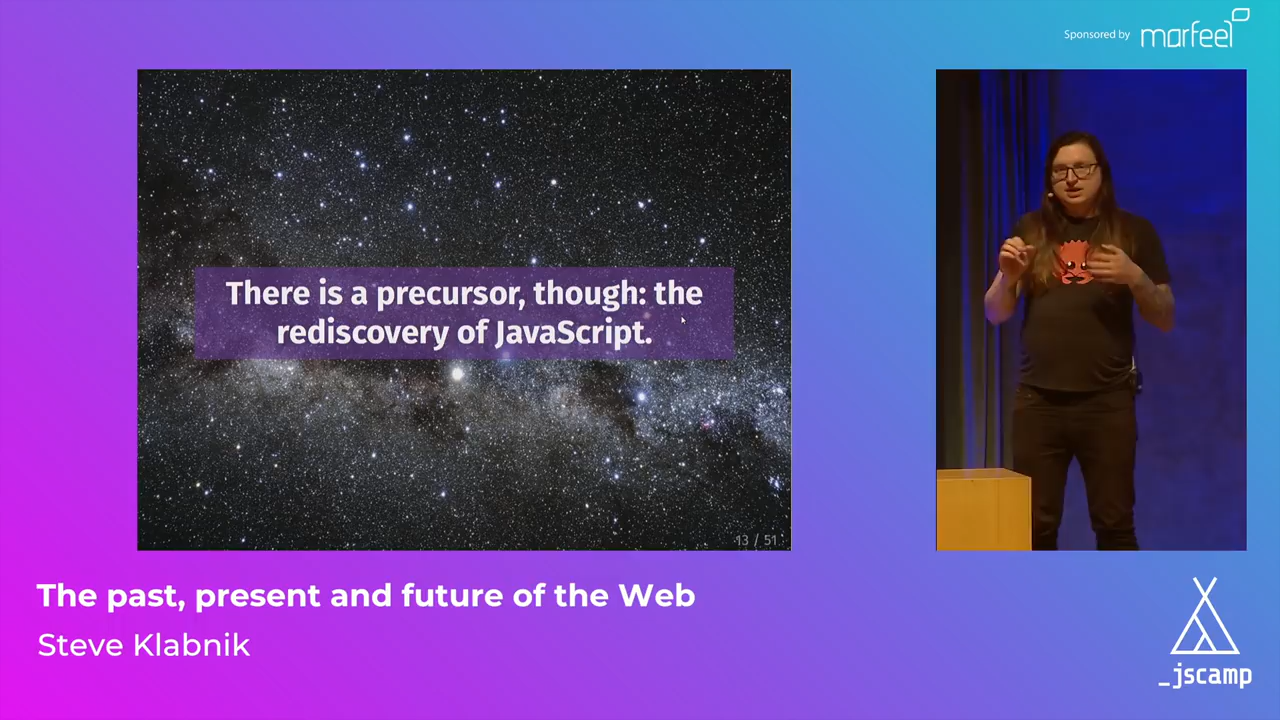 Sponsored by marfeel
There is a precursor, though: the
rediscovery of JavaScript.
13 / 51
The past, present and future of the Web
Steve Klabnik
_jscamp